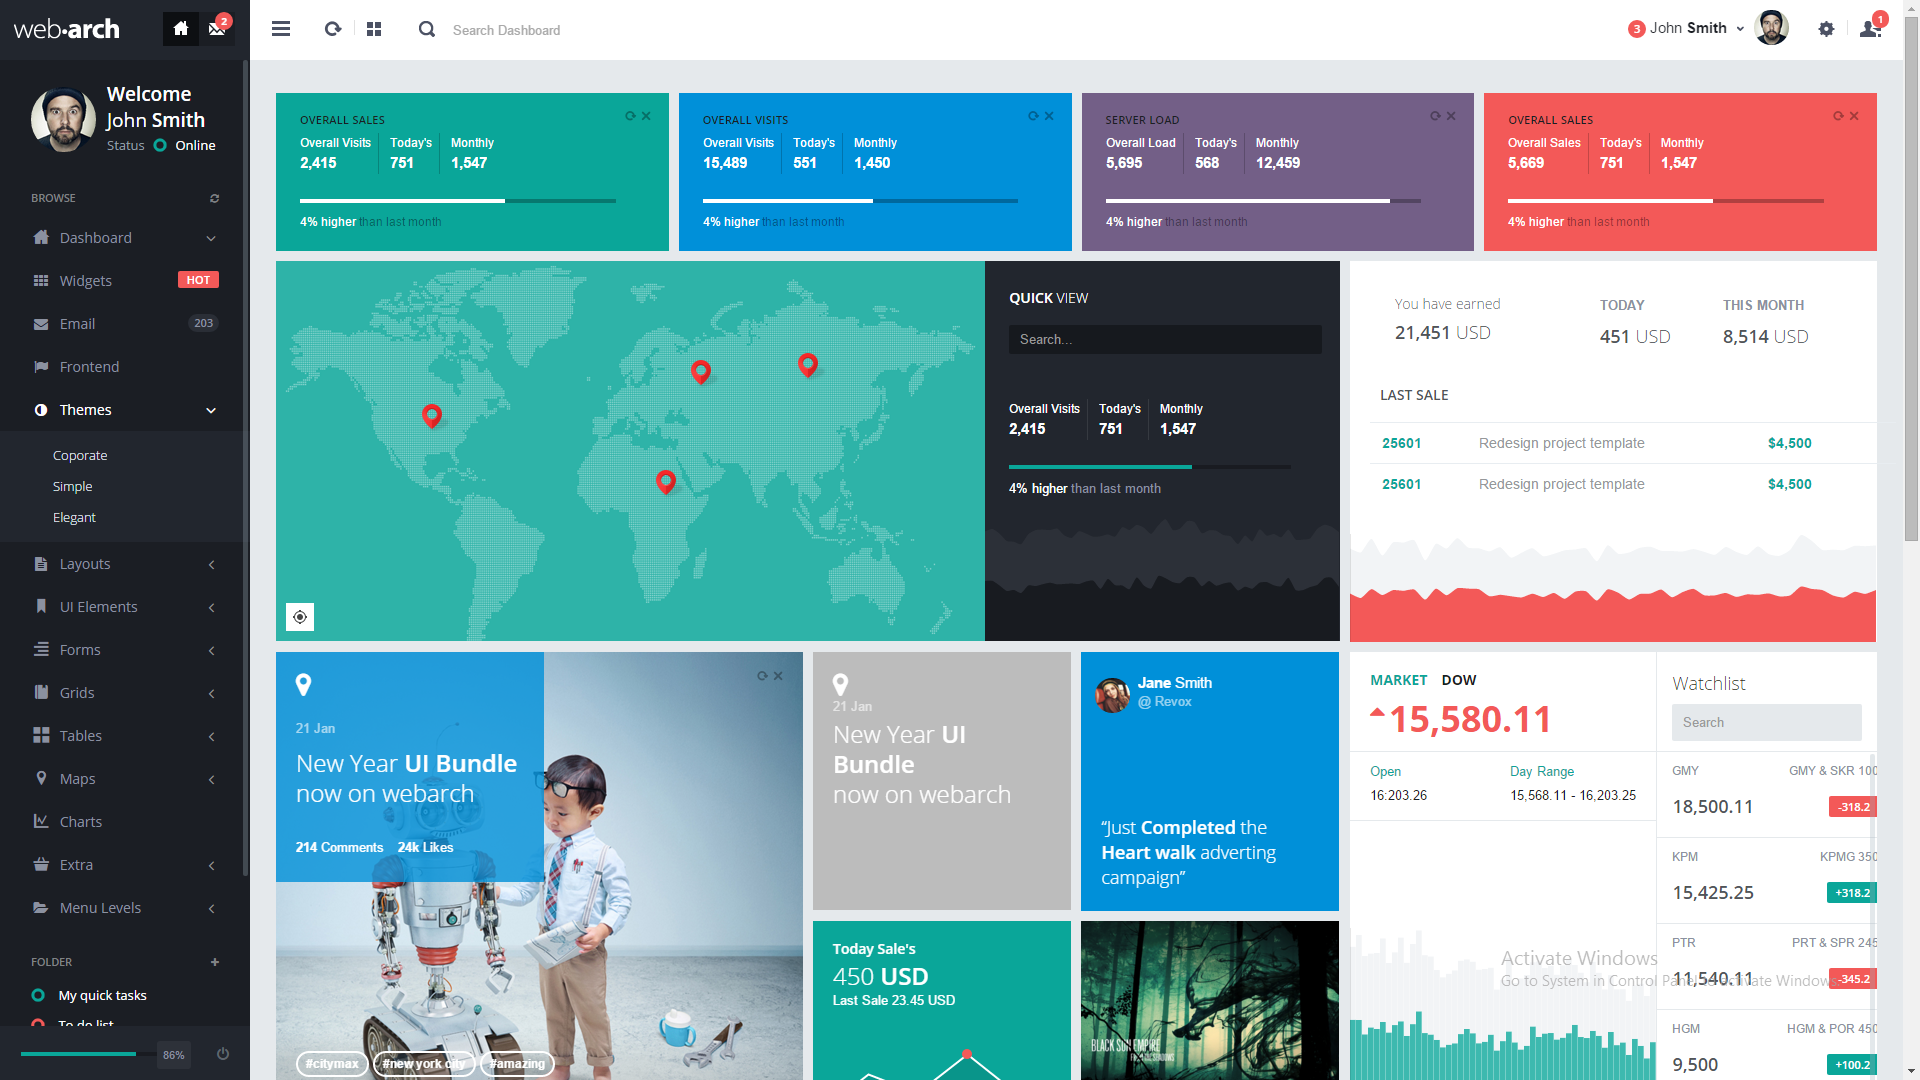 web·arch
2
Search Dashboard
3 John Smith
1
Welcome
John Smith
Status Online
BROWSE
Dashboard
Widgets HOT
Email 203
Frontend
Themes
Coporate
Simple
Elegant
Layouts
UI Elements
Forms
Grids
Tables
Maps
Charts
Extra
Menu Levels
FOLDER
My quick tasks
To do list
86%
OVERALL SALES
Overall Visits Today's Monthly
2,415 751 1,547
4% higher than last month
OVERALL VISITS
Overall Visits Today's Monthly
15,489 551 1,450
4% higher than last month
SERVER LOAD
Overall Load Today's Monthly
5,695 568 12,459
4% higher than last month
OVERALL SALES
Overall Sales Today's Monthly
5,669 751 1,547
4% higher than last month
QUICK VIEW
Search...
Overall Visits Today's Monthly
2,415 751 1,547
4% higher than last month
You have earned TODAY THIS MONTH
21,451 USD 451 USD 8,514 USD
LAST SALE
25601 Redesign project template $4,500
25601 Redesign project template $4,500
21 Jan
New Year UI Bundle
now on webarch
214 Comments 24k Likes
#citymax #new york city #amazing
21 Jan
New Year UI
Bundle
now on webarch
Jane Smith
@ Revox
“Just Completed the
Heart walk adverting
campaign”
Today Sale's
450 USD
Last Sale 23.45 USD
BLACK SUN EMPIRE
MARKET DOW
15,580.11
Open Day Range
16:203.26 15,568.11 - 16,203.25
Watchlist
Search
GMY GMY & SKR 100
18,500.11 -318.2
KPM KPMG 350
15,425.25 +318.2
PTR PRT & SPR 245
11,540.11 -345.2
HGM HGM & POR 450
9,500 +100.2
Activate Windows
Go to System in Control Panel to activate Windows.